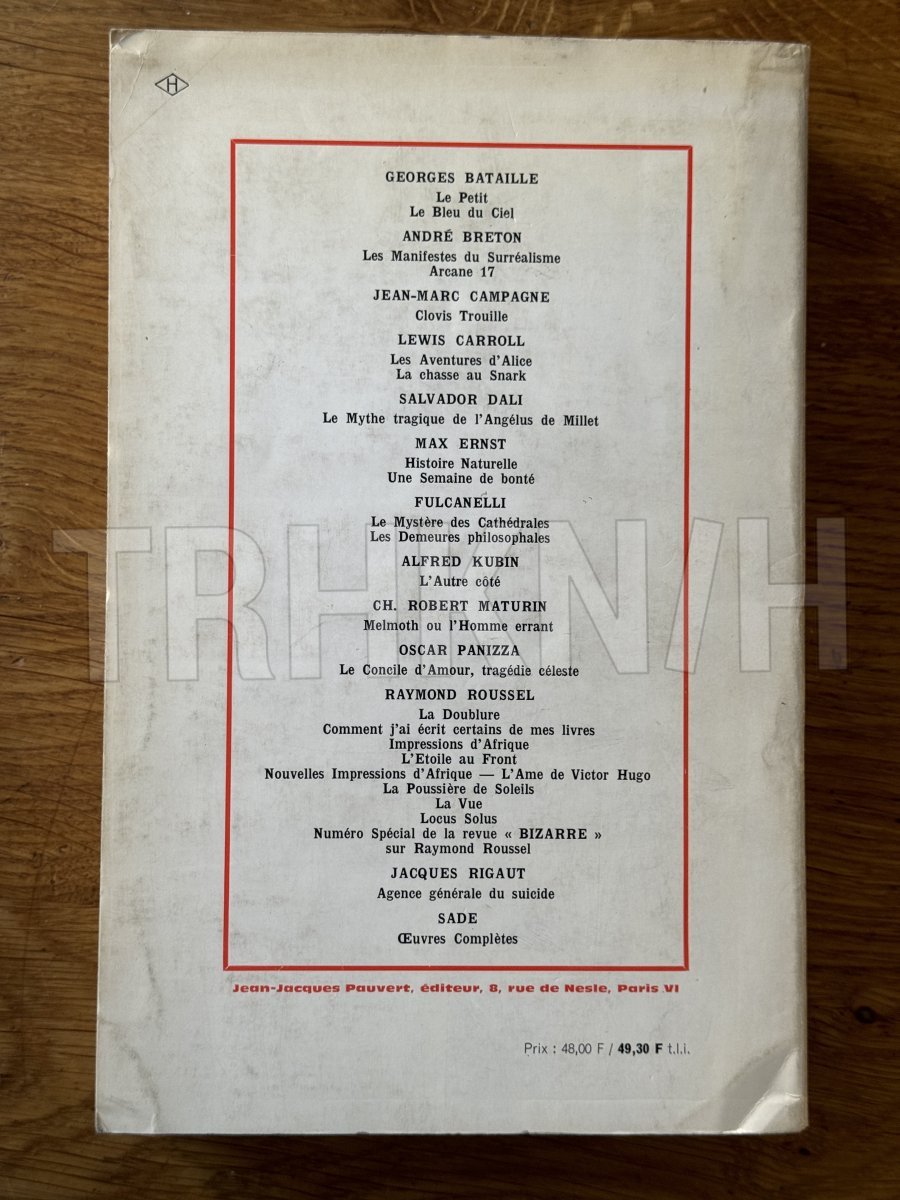 H
GEORGES BATAILLE
Le Petit
Le Bleu du Ciel
ANDRÉ BRETON
Les Manifestes du Surréalisme
Arcane 17
JEAN-MARC CAMPAGNE
Clovis Trouille
LEWIS CARROLL
Les Aventures d'Alice
La chasse au Snark
SALVADOR DALI
Le Mythe tragique de l'Angélus de Millet
MAX ERNST
Histoire Naturelle
Une Semaine de bonté
FULCANELLI
Le Mystère des Cathédrales
Les Demeures philosophales
TRHKN/H
ALFRED KUBIN
L'Autre côté
CH. ROBERT MATURIN
Melmoth ou l'Homme errant
OSCAR PANIZZA
Le Concile d'Amour, tragédie céleste
RAYMOND ROUSSEL
La Doublure
Comment j'ai écrit certains de mes livres
Impressions d'Afrique
L'Etoile au Front
Nouvelles Impressions d'Afrique — L'Ame de Victor Hugo
La Poussière de Soleils
La Vue
Locus Solus
Numéro Spécial de la revue « BIZARRE »
sur Raymond Roussel
JACQUES RIGAUT
Agence générale du suicide
SADE
Œuvres Complètes
Jean-Jacques Pauvert, éditeur, 8, rue de Nesle, Paris VI
Prix : 48,00 F / 49,30 F t.l.i.